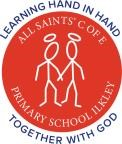 LEARNING HAND IN HAND
ALL SAINTS' C OF E
PRIMARY SCHOOL ILKLEY
TOGETHER WITH GOD